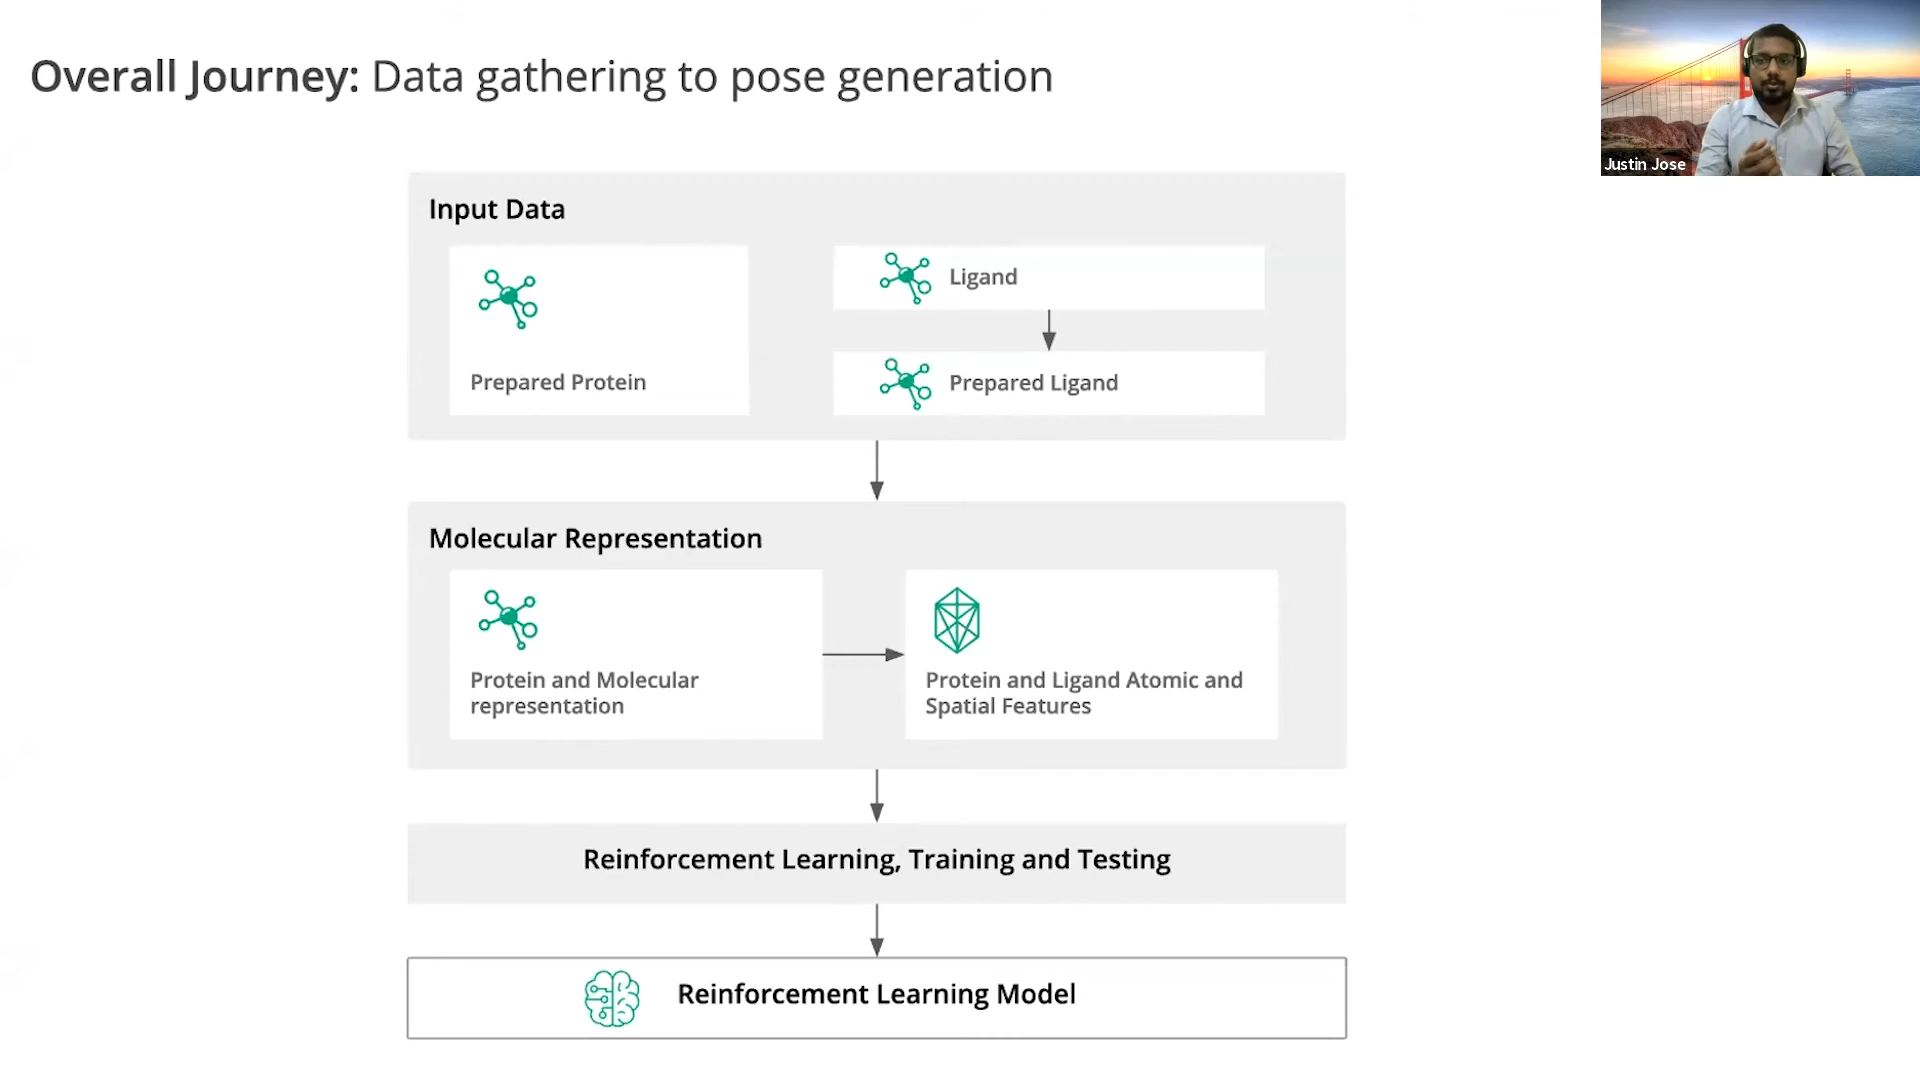 Overall Journey: Data gathering to pose generation
Justin Jose
Input Data
Prepared Protein
Ligand
Prepared Ligand
Molecular Representation
Protein and Molecular
representation
Protein and Ligand Atomic and
Spatial Features
Reinforcement Learning, Training and Testing
Reinforcement Learning Model